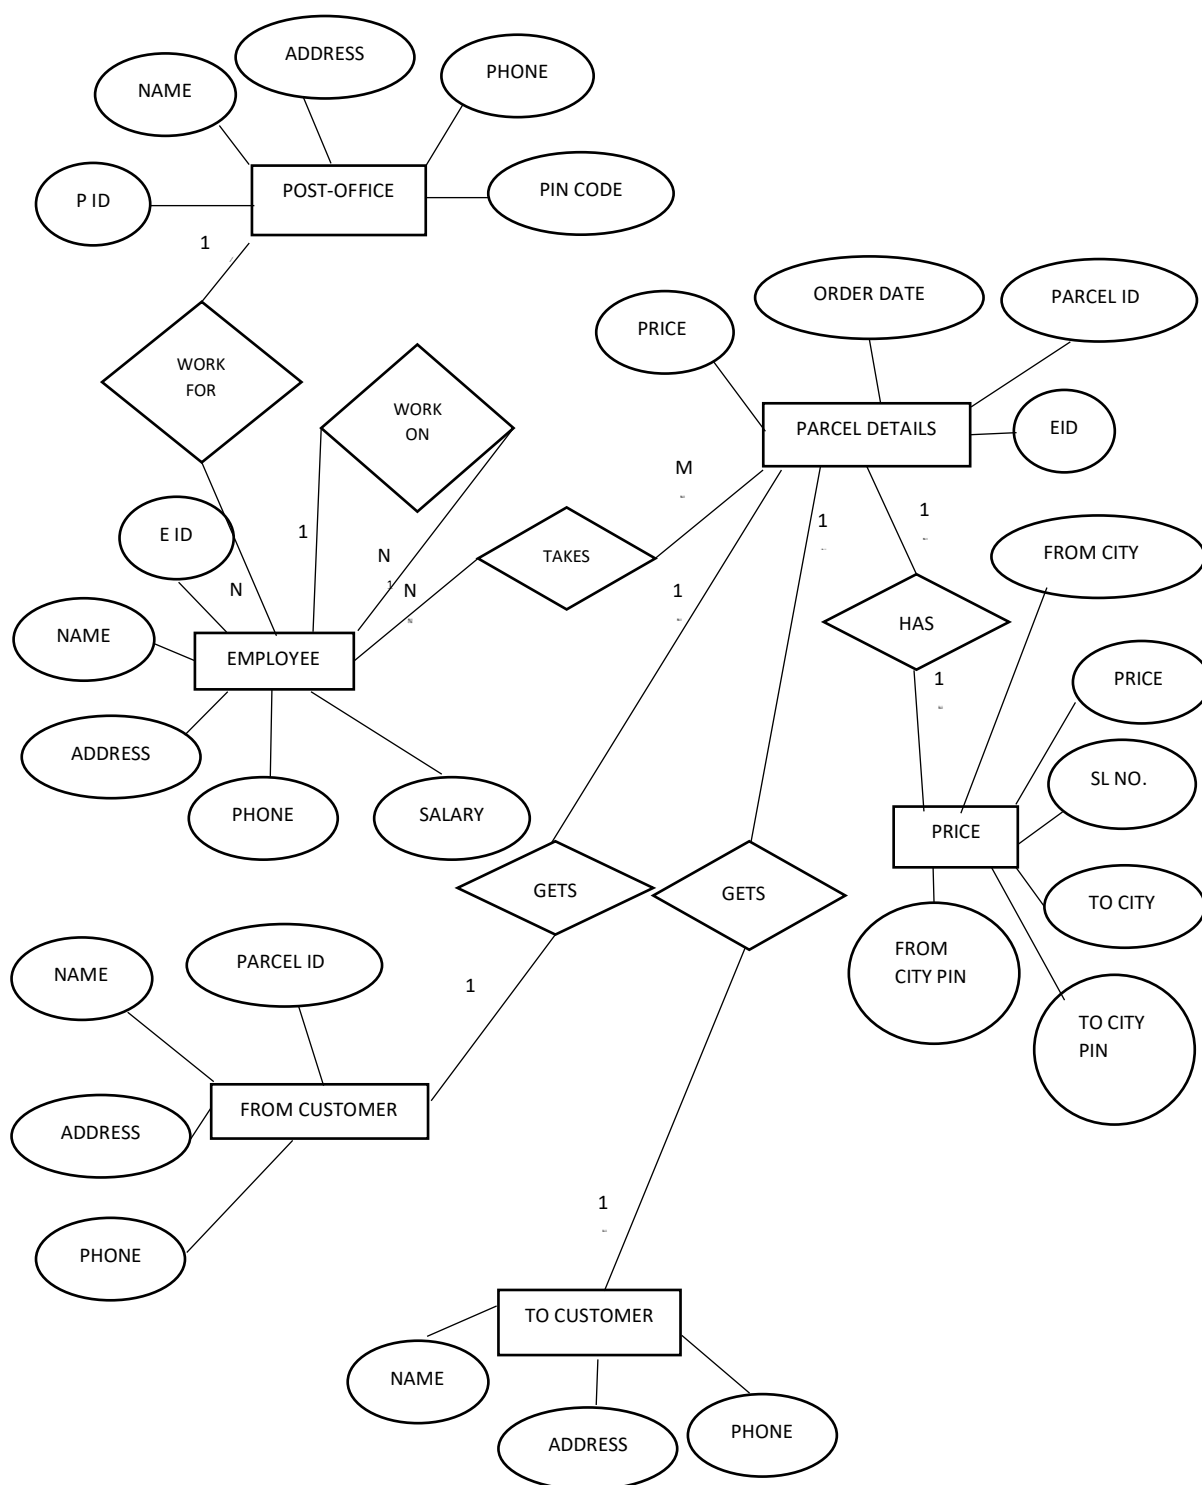 ADDRESS
PHONE
NAME
P ID
POST-OFFICE
PIN CODE
1
ORDER DATE
PARCEL ID
PRICE
WORK
FOR
WORK
ON
PARCEL DETAILS
EID
M
1
1
E ID
1
N
TAKES
FROM CITY
N
1
N
1
HAS
NAME
EMPLOYEE
1
PRICE
ADDRESS
SL NO.
PHONE
SALARY
PRICE
GETS
GETS
TO CITY
FROM
CITY PIN
NAME
PARCEL ID
1
TO CITY
PIN
FROM CUSTOMER
ADDRESS
1
PHONE
TO CUSTOMER
NAME
ADDRESS
PHONE